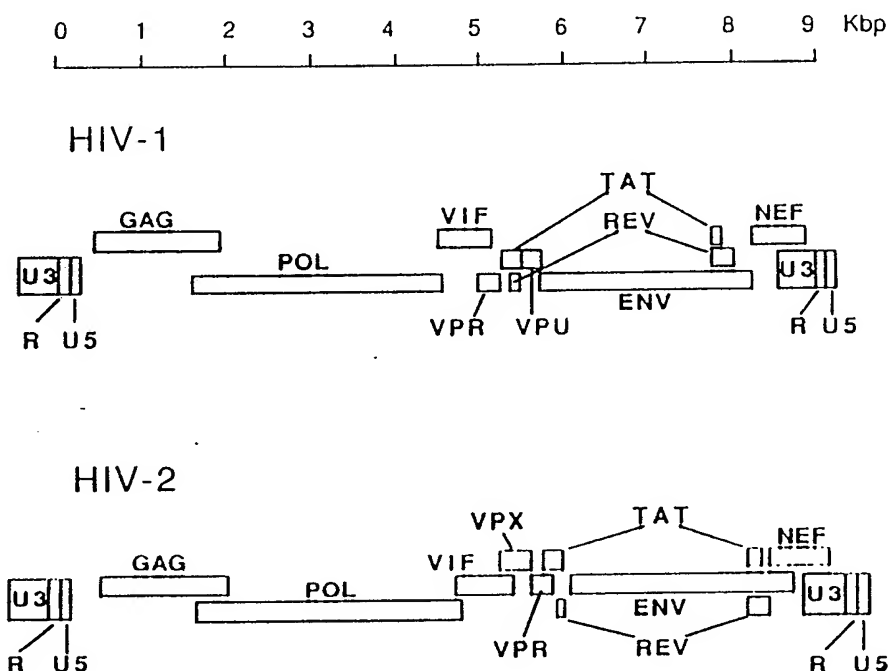 0 1 2 3 4 5 6 7 8 9 Kbp
HIV-1
TAT
GAG VIF REV NEF
U3 POL U3
ENV
R U5 VPR VPU R U5
HIV-2
VPX TAT
GAG VIF NEF
U3 POL U3
ENV
R U5 VPR REV R U5